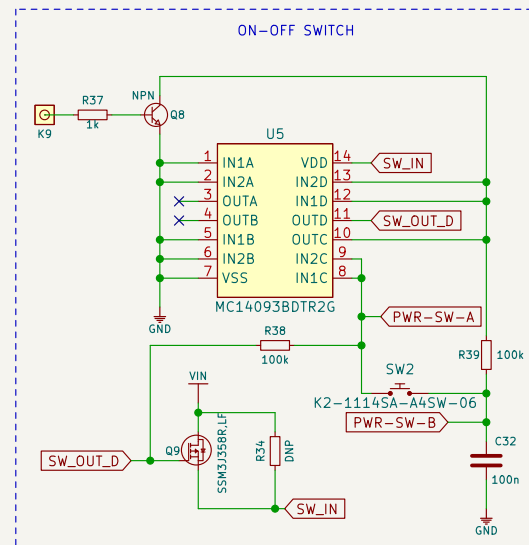 ON-OFF SWITCH
NPN
R37
Q8
1k
K9
U5
1 IN1A VDD 14 SW_IN
2 IN2A IN2D 13
3 OUTA IN1D 12
4 OUTB OUTD 11 SW_OUT_D
5 IN1B OUTC 10
6 IN2B IN2C 9
7 VSS IN1C 8
MC14093BDTR2G
GND
PWR-SW-A
R38
100k
R39 100k
SW2
K2-1114SA-A4SW-06
VIN
PWR-SW-B
SSM3J358R,LF
Q9
R34
DNP
SW_OUT_D
C32
100n
SW_IN
GND